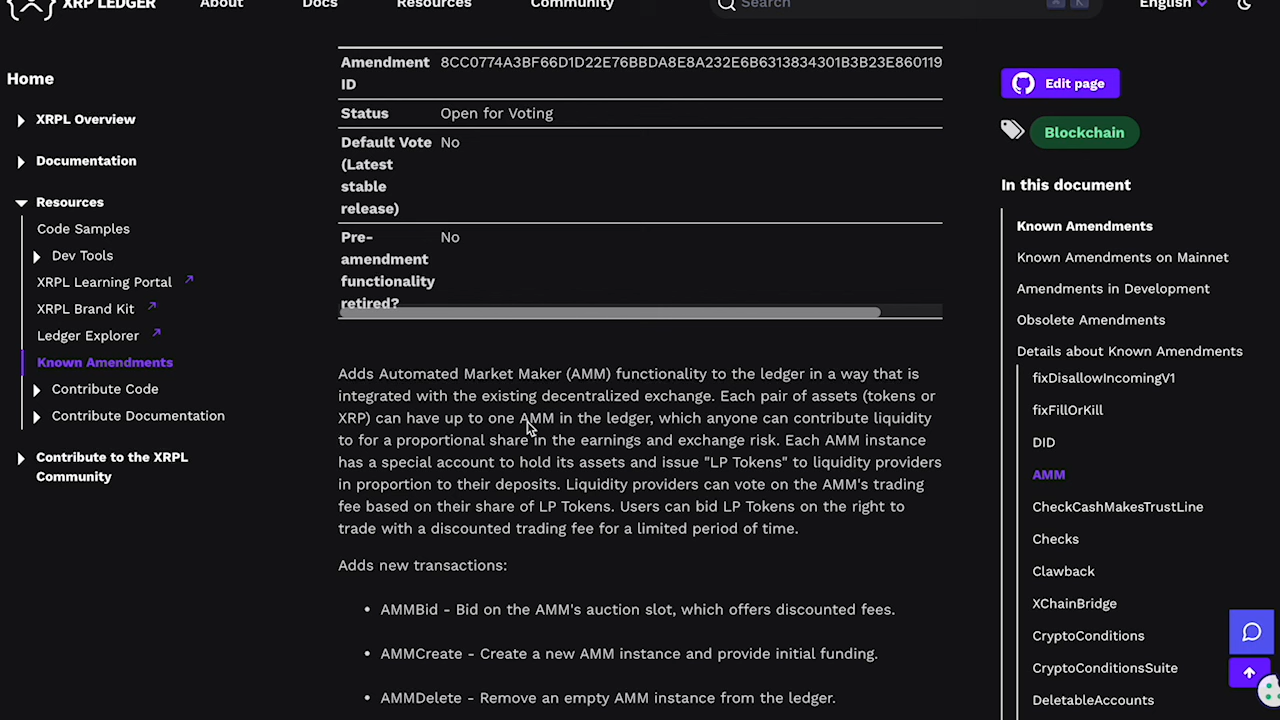 XRP LEDGER
About
Docs
Resources
Community
Search
English
Home
XRPL Overview
Documentation
Resources
Code Samples
Dev Tools
XRPL Learning Portal
XRPL Brand Kit
Ledger Explorer
Known Amendments
Contribute Code
Contribute Documentation
Contribute to the XRPL
Community
Amendment 8CC0774A3BF66D1D22E76BBDA8E8A232E6B6313834301B3B23E860119
ID
Status Open for Voting
Default Vote No
(Latest
stable
release)
Pre- No
amendment
functionality
retired?
Adds Automated Market Maker (AMM) functionality to the ledger in a way that is
integrated with the existing decentralized exchange. Each pair of assets (tokens or
XRP) can have up to one AMM in the ledger, which anyone can contribute liquidity
to for a proportional share in the earnings and exchange risk. Each AMM instance
has a special account to hold its assets and issue "LP Tokens" to liquidity providers
in proportion to their deposits. Liquidity providers can vote on the AMM's trading
fee based on their share of LP Tokens. Users can bid LP Tokens on the right to
trade with a discounted trading fee for a limited period of time.
Adds new transactions:
• AMMBid - Bid on the AMM's auction slot, which offers discounted fees.
• AMMCreate - Create a new AMM instance and provide initial funding.
• AMMDelete - Remove an empty AMM instance from the ledger.
Edit page
Blockchain
In this document
Known Amendments
Known Amendments on Mainnet
Amendments in Development
Obsolete Amendments
Details about Known Amendments
fixDisallowIncomingV1
fixFillOrKill
DID
AMM
CheckCashMakesTrustLine
Checks
Clawback
XChainBridge
CryptoConditions
CryptoConditionsSuite
DeletableAccounts